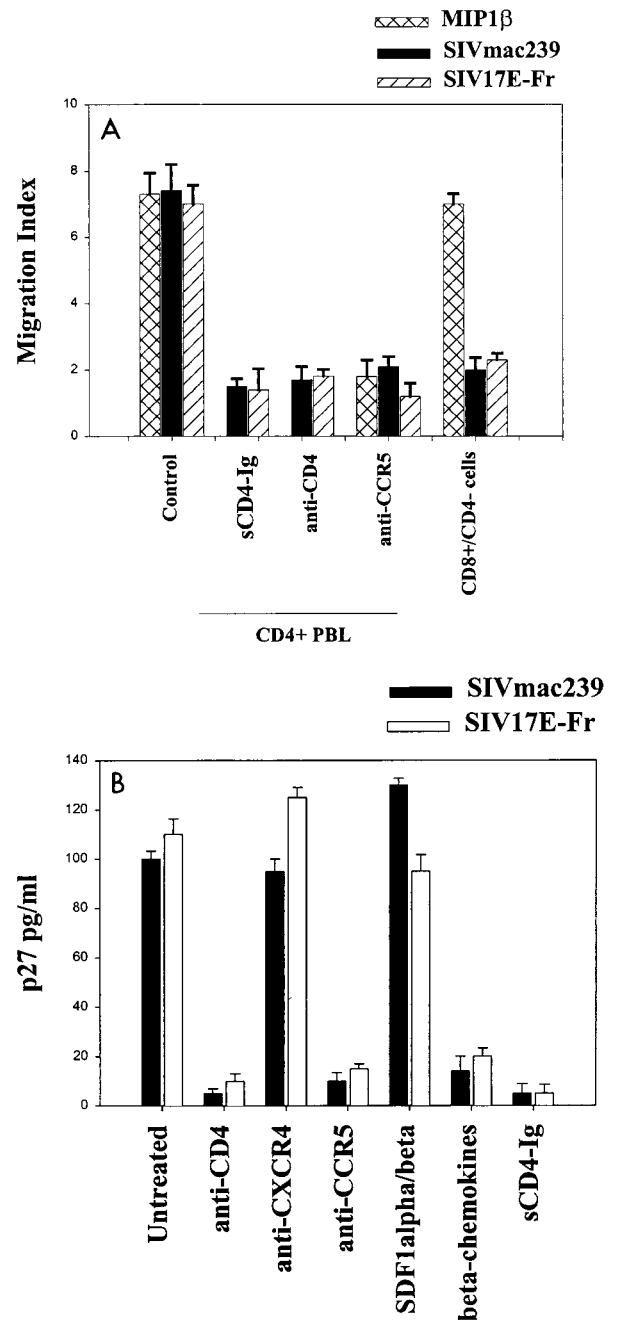 MIP1β
SIVmac239
SIV17E-Fr
A
Migration Index
10
8
6
4
2
0
Control
sCD4-Ig
anti-CD4
anti-CCR5
CD8+/CD4- cells
CD4+ PBL
SIVmac239
SIV17E-Fr
B
p27 pg/ml
140
120
100
80
60
40
20
0
Untreated
anti-CD4
anti-CXCR4
anti-CCR5
SDF1alpha/beta
beta-chemokines
sCD4-Ig